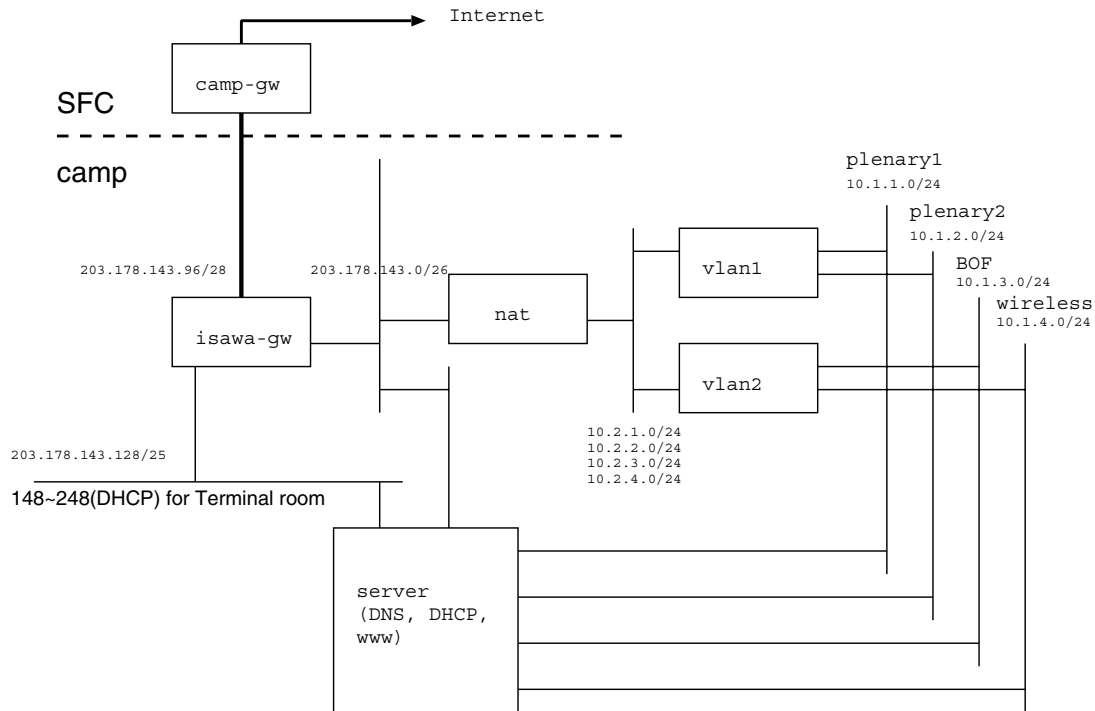 Internet
camp-gw
SFC
camp
plenary1
10.1.1.0/24
plenary2
10.1.2.0/24
BOF
10.1.3.0/24
wireless
10.1.4.0/24
203.178.143.96/28
203.178.143.0/26
vlan1
nat
isawa-gw
vlan2
10.2.1.0/24
10.2.2.0/24
10.2.3.0/24
10.2.4.0/24
203.178.143.128/25
148~248(DHCP) for Terminal room
server
(DNS, DHCP,
www)